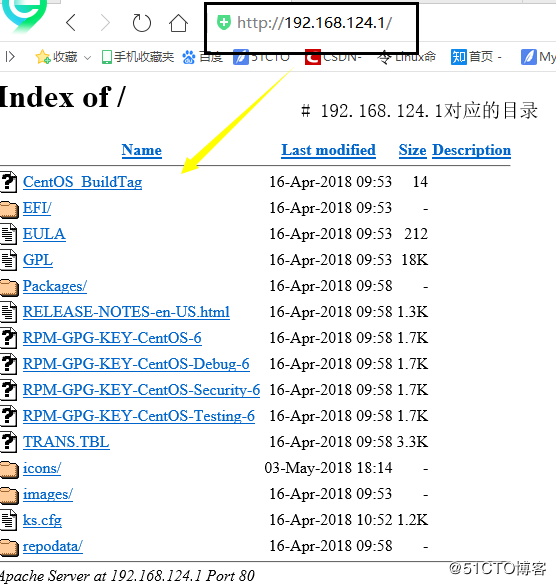 http://192.168.124.1/
收藏 手机收藏夹 百度 51CTO CSDN- Linux命 知 首页 - My
Index of /
# 192.168.124.1对应的目录
Name Last modified Size Description
CentOS_BuildTag 16-Apr-2018 09:53 14
EFI/ 16-Apr-2018 09:53 -
EULA 16-Apr-2018 09:53 212
GPL 16-Apr-2018 09:53 18K
Packages/ 16-Apr-2018 09:58 -
RELEASE-NOTES-en-US.html 16-Apr-2018 09:58 1.3K
RPM-GPG-KEY-CentOS-6 16-Apr-2018 09:58 1.7K
RPM-GPG-KEY-CentOS-Debug-6 16-Apr-2018 09:58 1.7K
RPM-GPG-KEY-CentOS-Security-6 16-Apr-2018 09:58 1.7K
RPM-GPG-KEY-CentOS-Testing-6 16-Apr-2018 09:58 1.7K
TRANS.TBL 16-Apr-2018 09:58 3.3K
icons/ 03-May-2018 18:14 -
images/ 16-Apr-2018 09:53 -
ks.cfg 16-Apr-2018 10:52 1.2K
repodata/ 16-Apr-2018 09:58 -
Apache Server at 192.168.124.1 Port 80
@51CTO博客